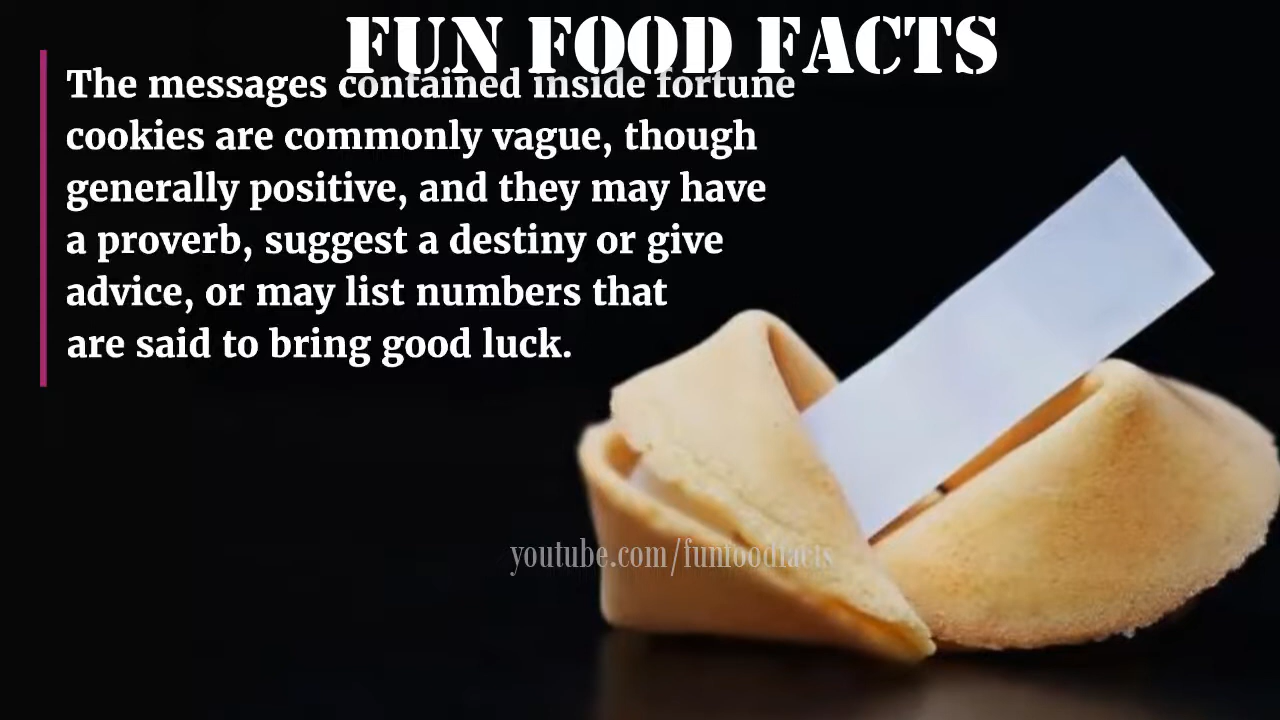 FUN FOOD FACTS
The messages contained inside fortune
cookies are commonly vague, though
generally positive, and they may have
a proverb, suggest a destiny or give
advice, or may list numbers that
are said to bring good luck.
youtube.com/funfoodfacts